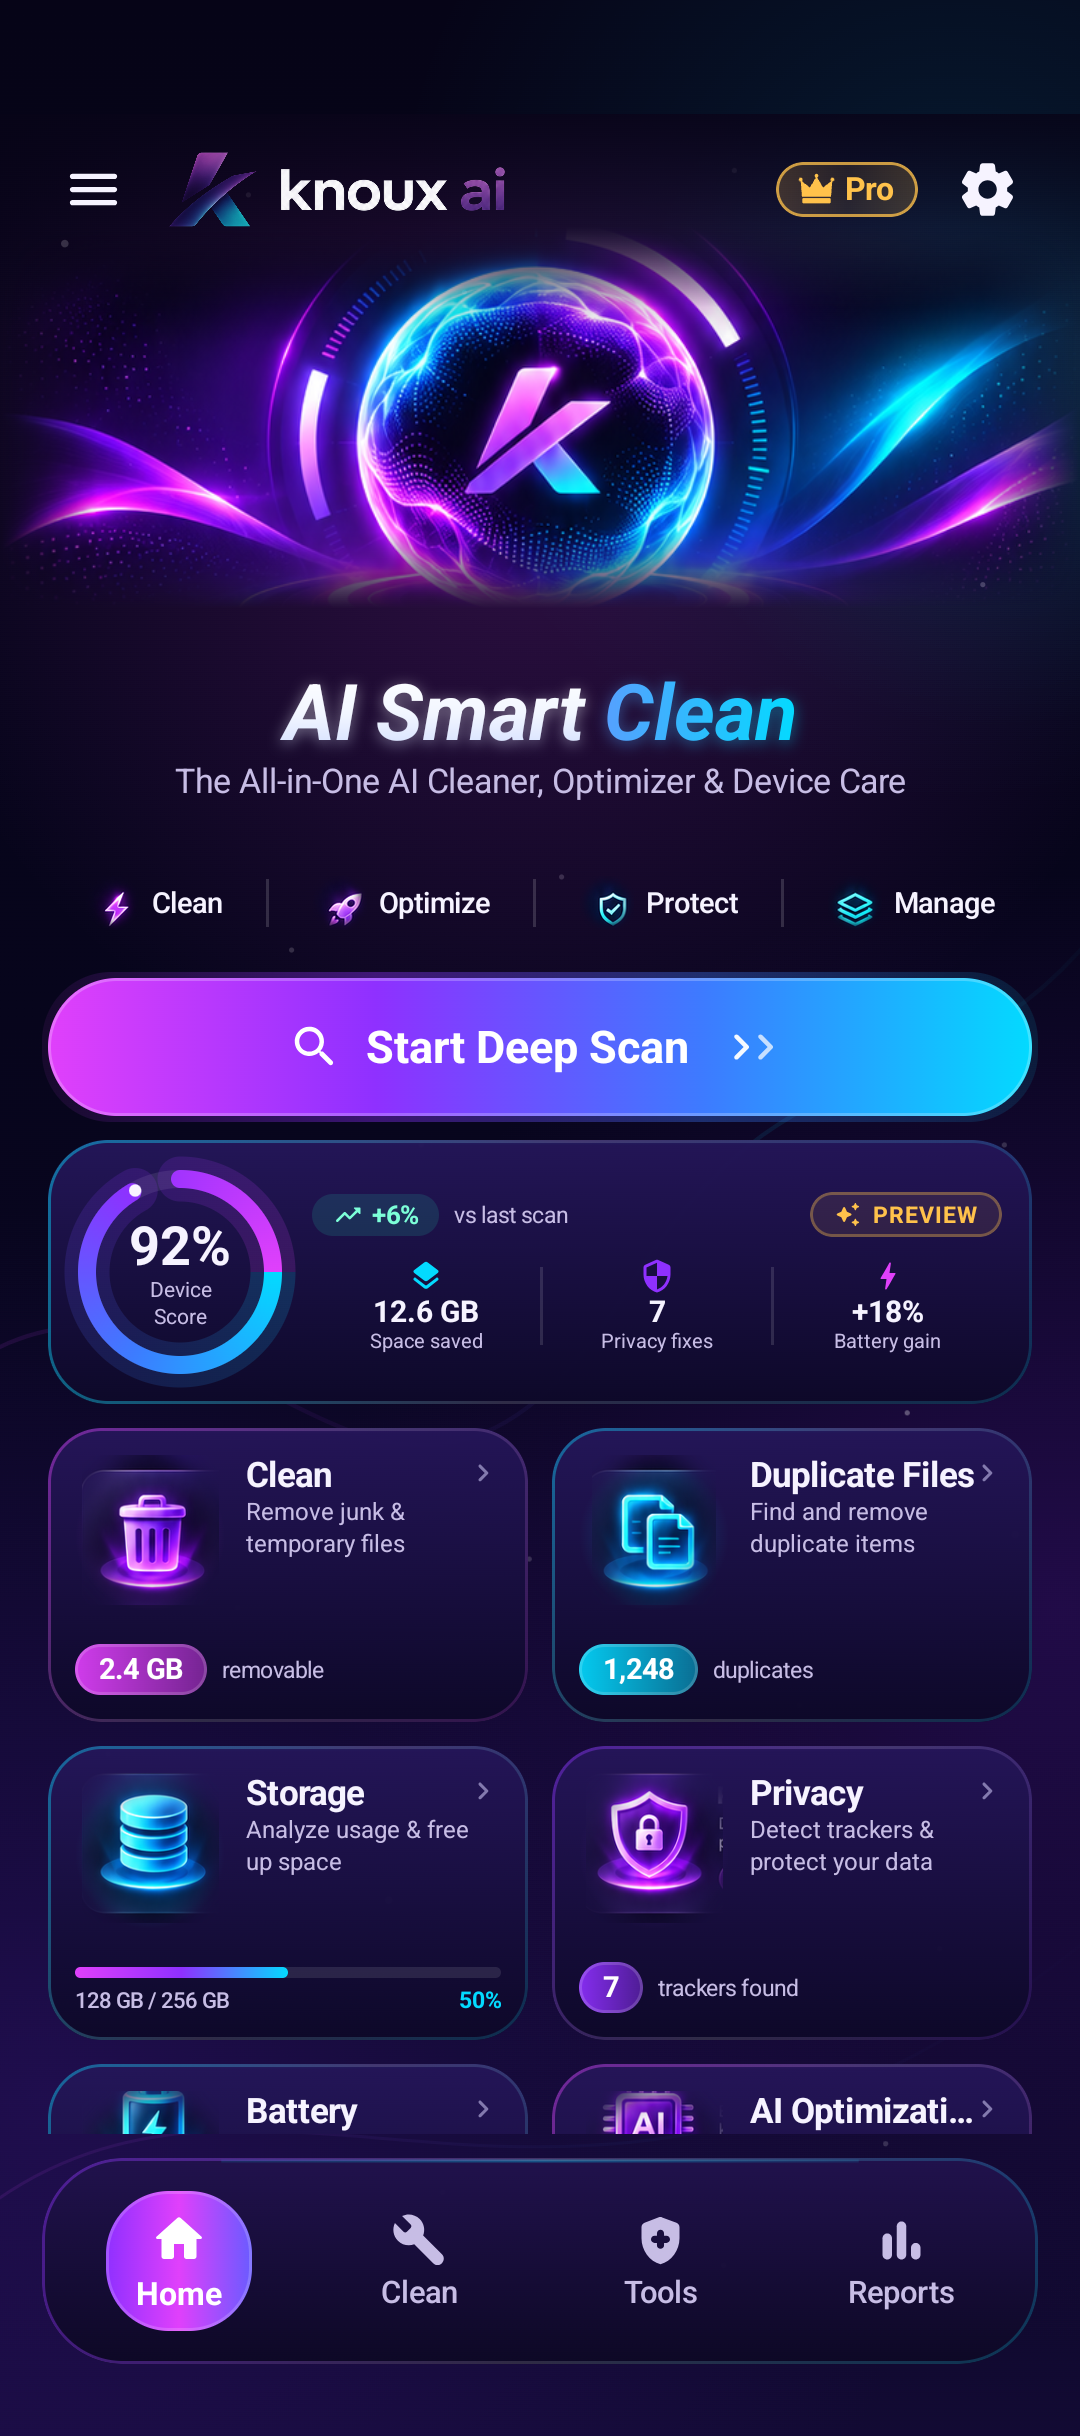 knoux ai
Pro
AI Smart Clean
The All-in-One AI Cleaner, Optimizer & Device Care
Clean
Optimize
Protect
Manage
Start Deep Scan
92%
Device
Score
+6%
vs last scan
PREVIEW
12.6 GB
Space saved
7
Privacy fixes
+18%
Battery gain
Clean
Remove junk &
temporary files
2.4 GB
removable
Duplicate Files
Find and remove
duplicate items
1,248
duplicates
Storage
Analyze usage & free
up space
128 GB / 256 GB
50%
Privacy
Detect trackers &
protect your data
7
trackers found
Battery
AI
AI Optimizati...
Home
Clean
Tools
Reports